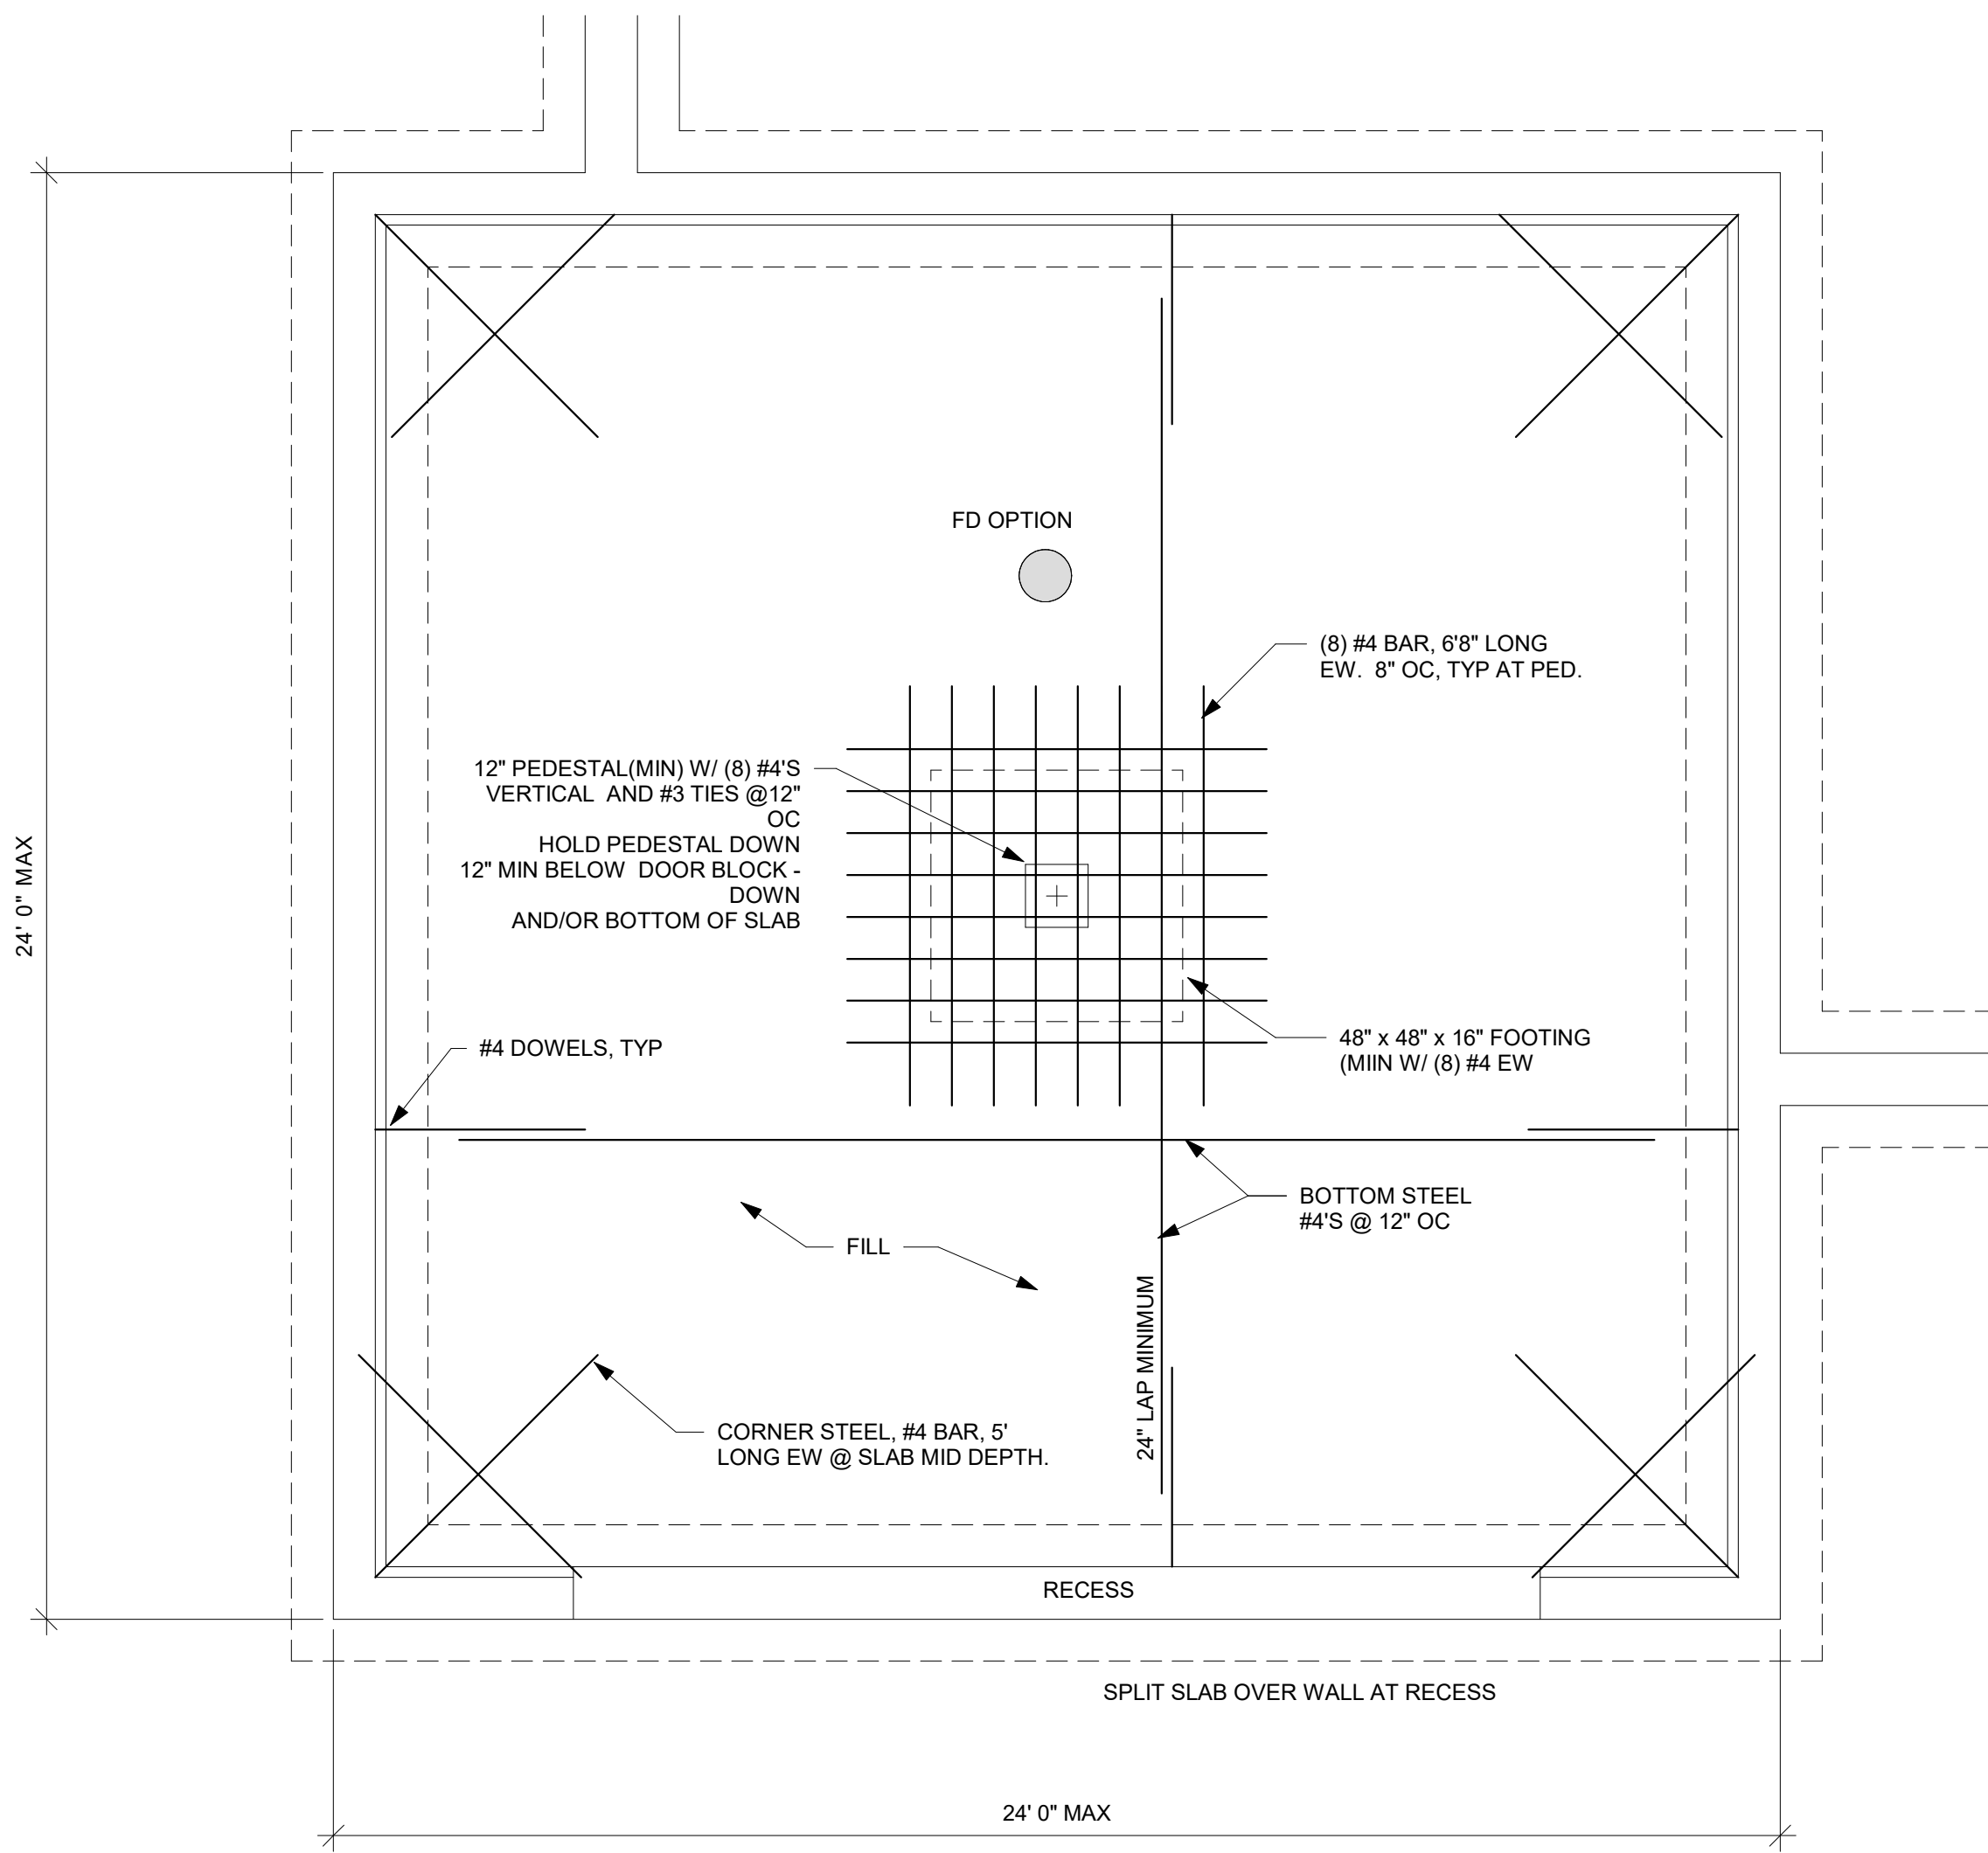 FD OPTION
(8) #4 BAR, 6'8" LONG
EW.  8" OC, TYP AT PED.
12" PEDESTAL(MIN) W/ (8) #4'S
VERTICAL  AND #3 TIES @12"
OC
HOLD PEDESTAL DOWN
12" MIN BELOW  DOOR BLOCK -
DOWN
AND/OR BOTTOM OF SLAB
24' 0" MAX
#4 DOWELS, TYP
48" x 48" x 16" FOOTING
(MIIN W/ (8) #4 EW
BOTTOM STEEL
#4'S @ 12" OC
FILL
24" LAP MINIMUM
CORNER STEEL, #4 BAR, 5'
LONG EW @ SLAB MID DEPTH.
RECESS
SPLIT SLAB OVER WALL AT RECESS
24' 0" MAX